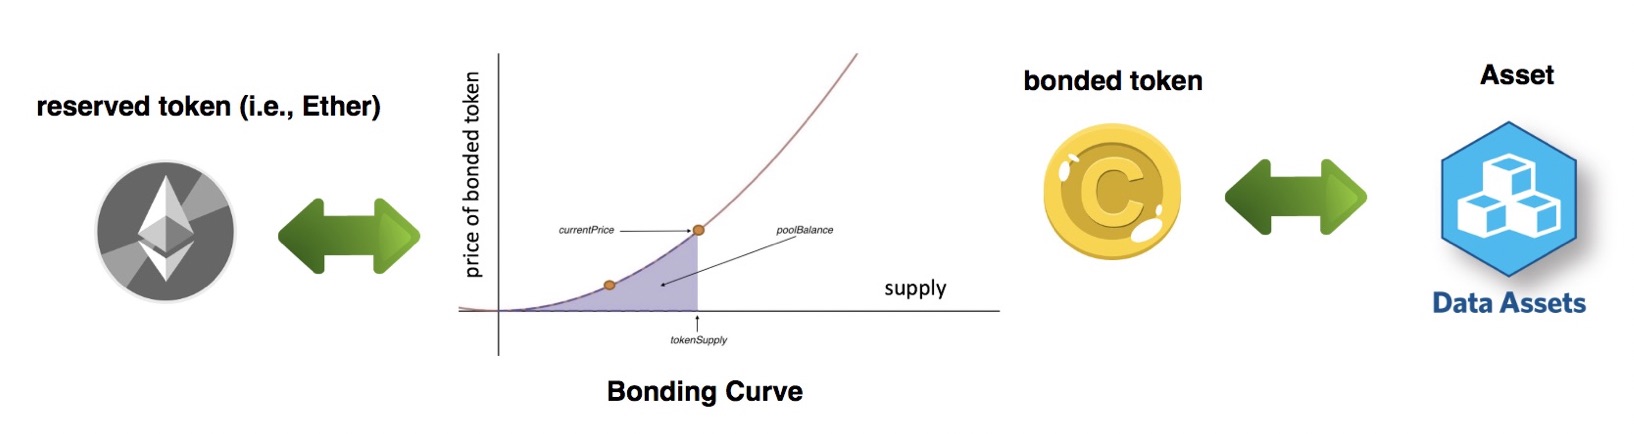 reserved token (i.e., Ether)
price of bonded token
currentPrice
poolBalance
supply
tokenSupply
Bonding Curve
bonded token
C
Asset
Data Assets